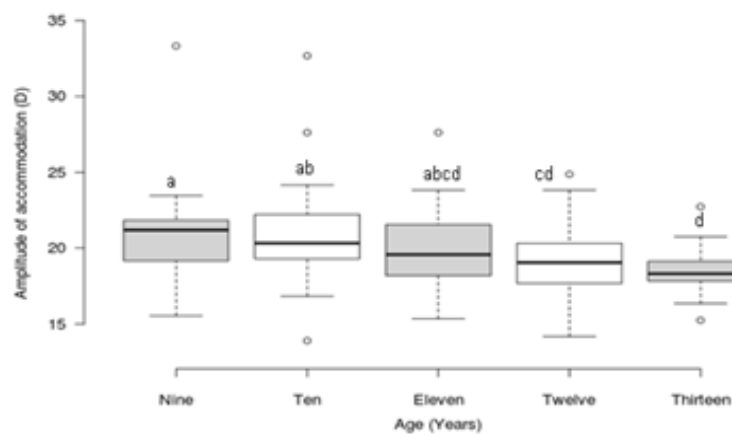 35
30
25
20
15
Amplitude of accommodation (D)
a
ab
abcd
cd
d
Nine
Ten
Eleven
Twelve
Thirteen
Age (Years)